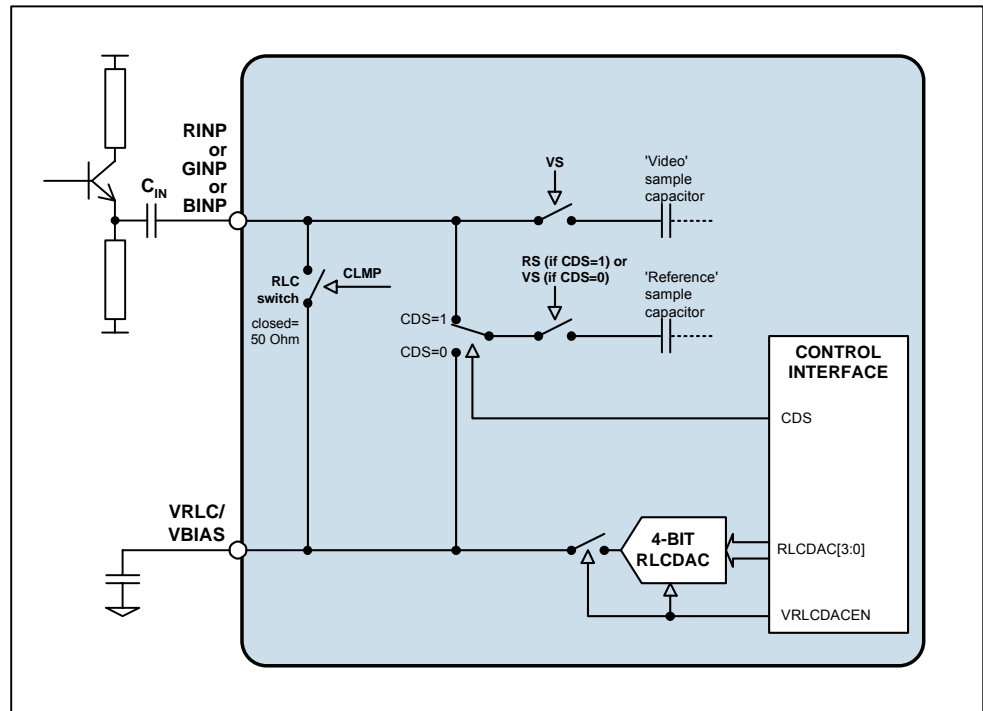 RINP
or
GINP
or
BINP
C_IN
VS
'Video'
sample
capacitor
RLC
switch
closed=
50 Ohm
CLMP
RS (if CDS=1) or
VS (if CDS=0)
'Reference'
sample
capacitor
CDS=1
CDS=0
CONTROL
INTERFACE
CDS
VRLC/
VBIAS
4-BIT
RLCDAC
RLCDAC[3:0]
VRLCDACEN